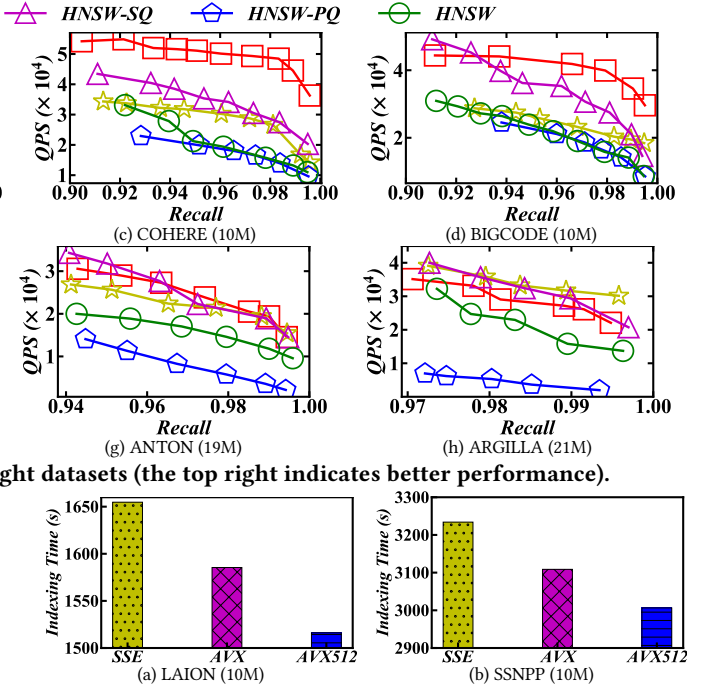 HNSW-SQ HNSW-PQ HNSW
QPS (× 10⁴)
5
4
3
2
1
0.90 0.92 0.94 0.96 0.98 1.00
Recall
(c) COHERE (10M)
QPS (× 10⁴)
4
2
0.90 0.92 0.94 0.96 0.98 1.00
Recall
(d) BIGCODE (10M)
QPS (× 10⁴)
3
2
1
0.94 0.96 0.98 1.00
Recall
(g) ANTON (19M)
QPS (× 10⁴)
4
3
2
1
0.97 0.98 0.99 1.00
Recall
(h) ARGILLA (21M)
ght datasets (the top right indicates better performance).
Indexing Time (s)
1650
1600
1550
1500
SSE AVX AVX512
(a) LAION (10M)
Indexing Time (s)
3300
3200
3100
3000
2900
SSE AVX AVX512
(b) SSNPP (10M)